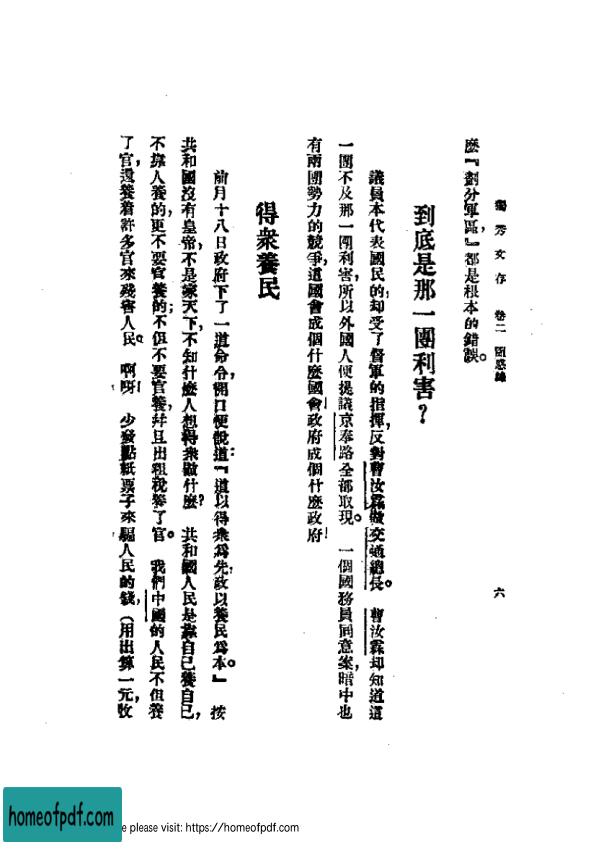 獨秀文存　卷二　隨感錄　六
麽『劃分軍區，』都是根本的錯誤。
到底是那一團利害？
議員本代表國民的，却受了督軍的指揮，反對曹汝霖做交通總長。曹汝霖却知道這
一團不及那一團利害，所以外國人便提議京奉路全部取現。一個國務員同意案，暗中也
有兩團勢力的競爭，這國會成個什麽國會！政府成個什麽政府！
得衆養民
前月十八日政府下了一道命令，開口便說道：『道以得衆爲先，政以養民爲本。』按
共和國沒有皇帝，不是家天下，不知什麽人想得衆做什麽？共和國人民是靠自己養自己，
不靠人養的，更不要官養的；不但不要官養，幷且出租稅養了官。我們中國的人民不但養
了官，還養着許多官來殘害人民。啊呀！少發點紙票子來騙人民的錢，（用出算一元，收
homeofpdf.com
e please visit: https://homeofpdf.com